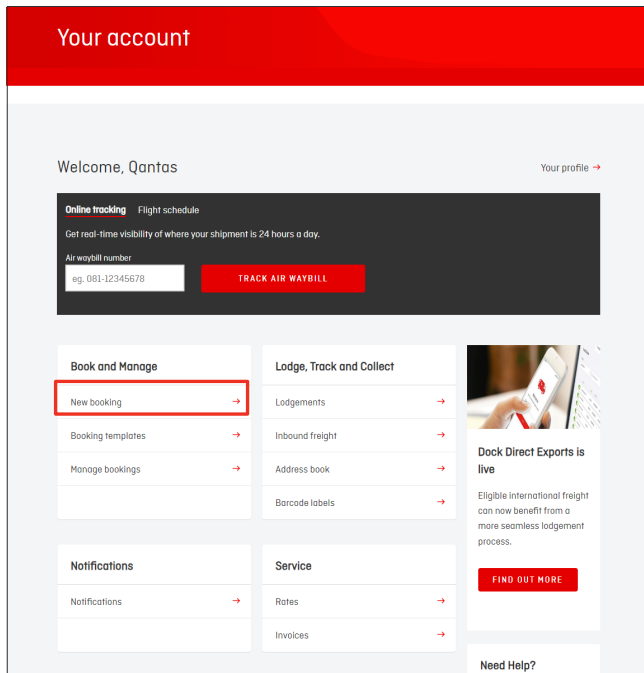 Your account
Welcome, Qantas
Your profile →
Online tracking Flight schedule
Get real-time visibility of where your shipment is 24 hours a day.
Air waybill number
eg. 081-12345678
TRACK AIR WAYBILL
Book and Manage
New booking →
Booking templates →
Manage bookings →
Lodge, Track and Collect
Lodgements →
Inbound freight →
Address book →
Barcode labels →
Dock Direct Exports is
live
Eligible international freight
can now benefit from a
more seamless lodgement
process.
FIND OUT MORE
Notifications
Notifications →
Service
Rates →
Invoices →
Need Help?